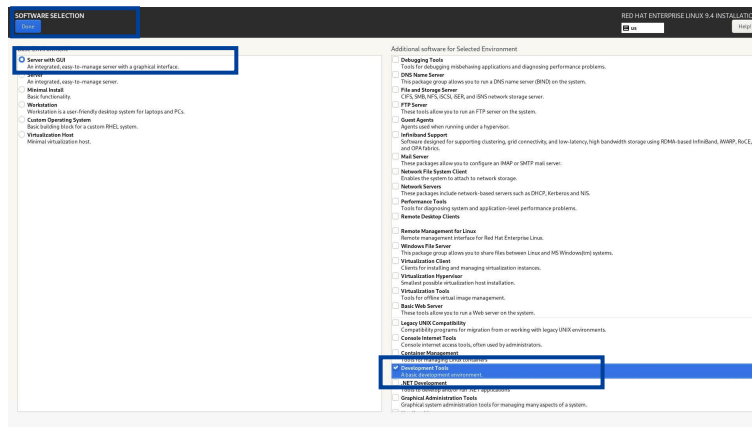 SOFTWARE SELECTION
Done
RED HAT ENTERPRISE LINUX 9.4 INSTALLATIO
us
Help!
Server with GUI
An integrated, easy-to-manage server with a graphical interface.
Server
An integrated, easy-to-manage server.
Minimal Install
Basic functionality.
Workstation
Workstation is a user-friendly desktop system for laptops and PCs.
Custom Operating System
Basic building block for a custom RHEL system.
Virtualization Host
Minimal virtualization host.
Additional software for Selected Environment
Debugging Tools
Tools for debugging misbehaving applications and diagnosing performance problems.
DNS Name Server
This package group allows you to run a DNS name server (BIND) on the system.
File and Storage Server
CIFS, SMB, NFS, iSCSI, iSER, and iSNS network storage server.
FTP Server
These tools allow you to run an FTP server on the system.
Guest Agents
Agents used when running under a hypervisor.
Infiniband Support
Software designed for supporting clustering, grid connectivity, and low-latency, high bandwidth storage using RDMA-based InfiniBand, iWARP, RoCE,
and OPA fabrics.
Mail Server
These packages allow you to configure an IMAP or SMTP mail server.
Network File System Client
Enables the system to attach to network storage.
Network Servers
These packages include network-based servers such as DHCP, Kerberos and NIS.
Performance Tools
Tools for diagnosing system and application-level performance problems.
Remote Desktop Clients
Remote Management for Linux
Remote management interface for Red Hat Enterprise Linux.
Windows File Server
This package group allows you to share files between Linux and MS Windows(tm) systems.
Virtualization Client
Clients for installing and managing virtualization instances.
Virtualization Hypervisor
Smallest possible virtualization host installation.
Virtualization Tools
Tools for offline virtual image management.
Basic Web Server
These tools allow you to run a Web server on the system.
Legacy UNIX Compatibility
Compatibility programs for migration from or working with legacy UNIX environments.
Console Internet Tools
Console internet access tools, often used by administrators.
Container Management
Tools for managing Linux containers
Development Tools
A basic development environment.
.NET Development
Tools to develop and/or run .NET applications
Graphical Administration Tools
Graphical system administration tools for managing many aspects of a system.